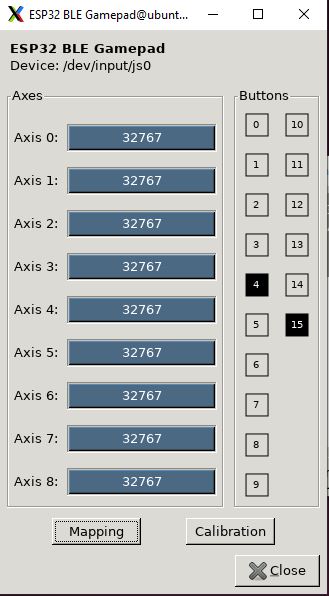 ESP32 BLE Gamepad@ubunt...
ESP32 BLE Gamepad
Device: /dev/input/js0
Axes
Axis 0: 32767
Axis 1: 32767
Axis 2: 32767
Axis 3: 32767
Axis 4: 32767
Axis 5: 32767
Axis 6: 32767
Axis 7: 32767
Axis 8: 32767
Buttons
0 10
1 11
2 12
3 13
4 14
5 15
6
7
8
9
Mapping
Calibration
Close